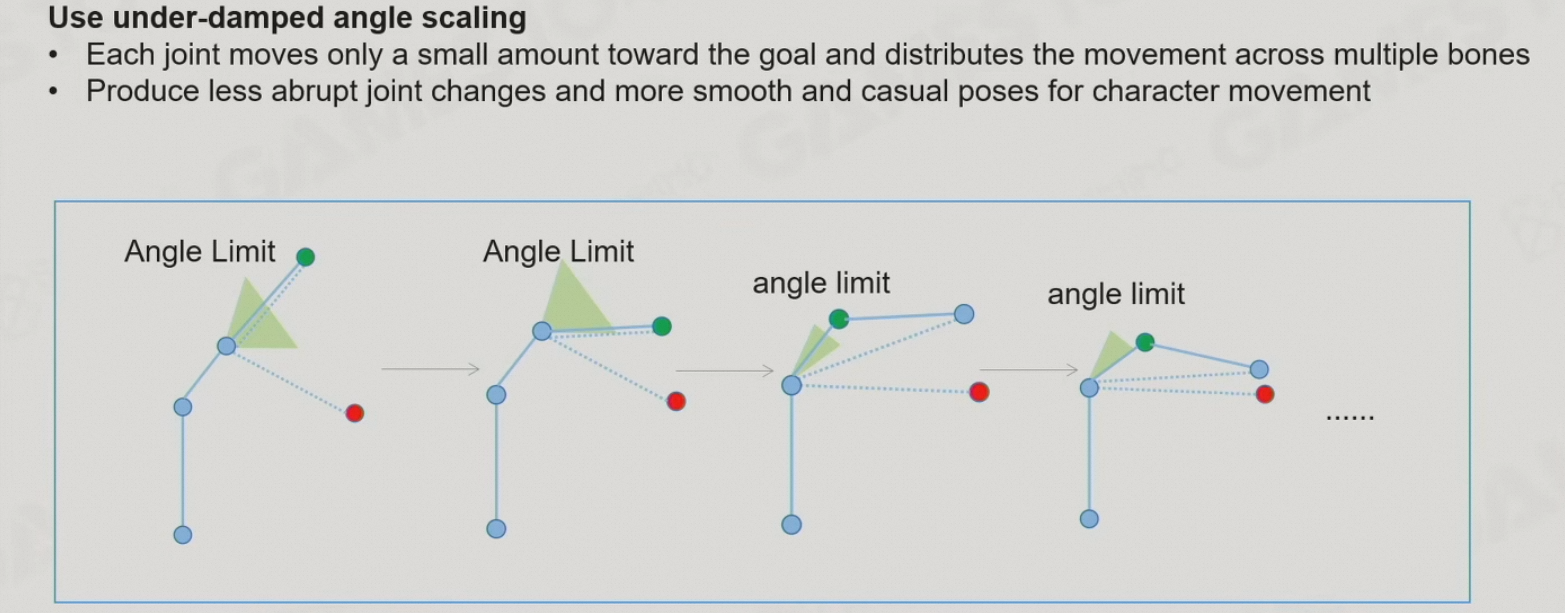 Use under-damped angle scaling
• Each joint moves only a small amount toward the goal and distributes the movement across multiple bones
• Produce less abrupt joint changes and more smooth and casual poses for character movement
Angle Limit
Angle Limit
angle limit
angle limit
......